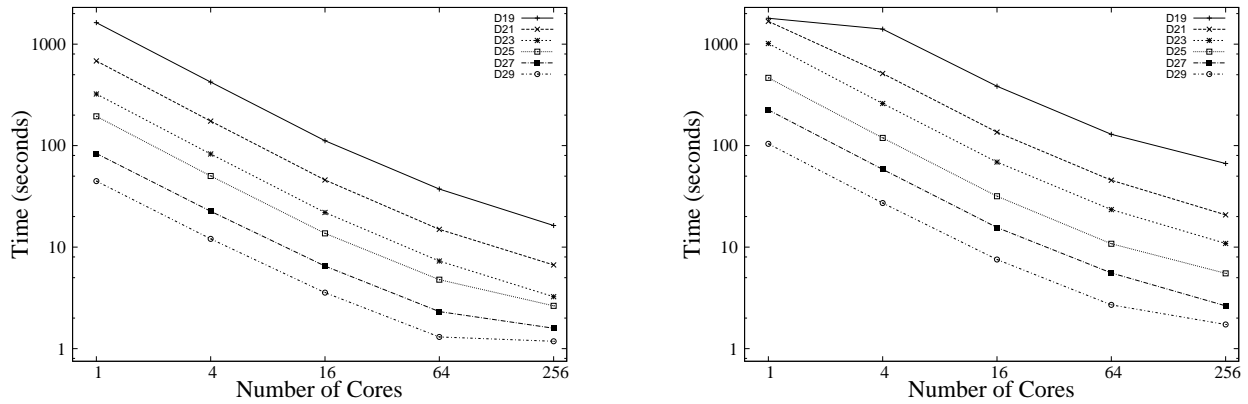 D19
D21
D23
D25
D27
D29
1000
100
10
1
Time (seconds)
1 4 16 64 256
Number of Cores
D19
D21
D23
D25
D27
D29
1000
100
10
1
Time (seconds)
1 4 16 64 256
Number of Cores